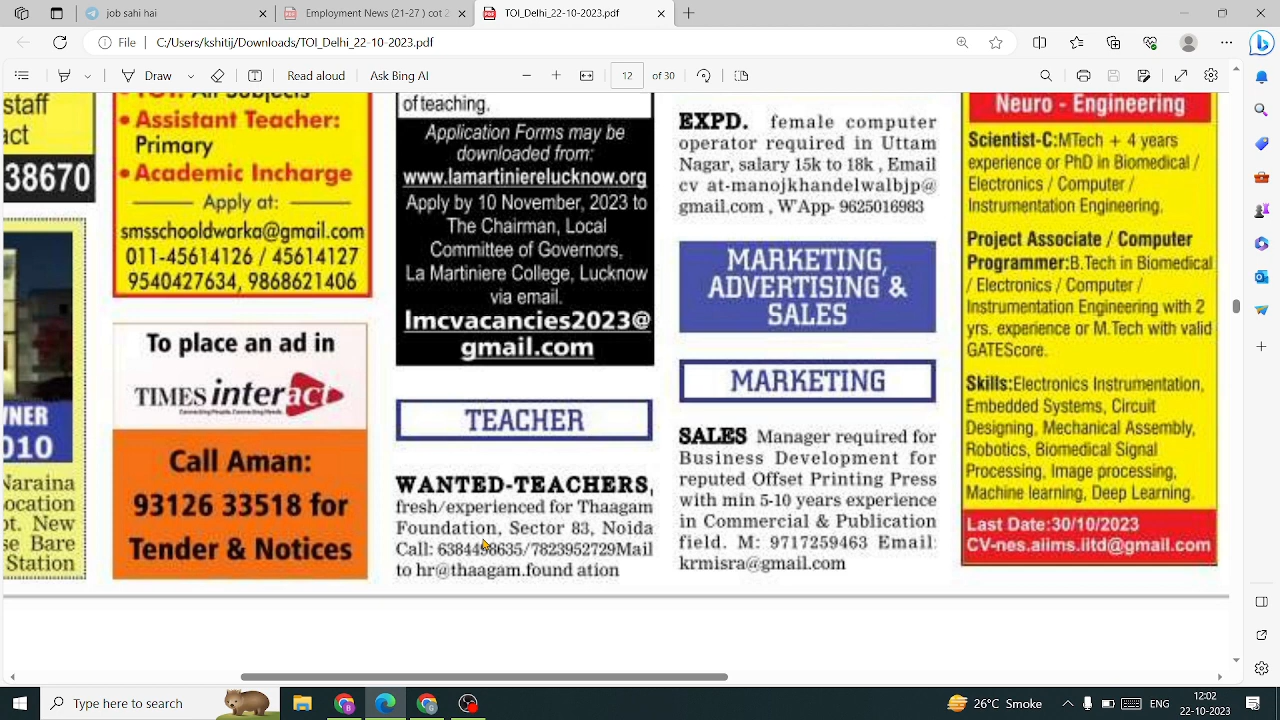 job sahi hai
Employment News (21-27 ) oct 2
TOI_Delhi_22-10-2023.pdf
File
C:/Users/kshitij/Downloads/TOI_Delhi_22-10-2023.pdf
Draw
Read aloud
Ask Bing AI
12
of 30
staff
act
38670
NER
010
Naraina
ocation
ot. New
se Bare
Station
All Subjects
• Assistant Teacher:
Primary
• Academic Incharge
Apply at:
smsschooldwarka@gmail.com
011-45614126 / 45614127
9540427634, 9868621406
To place an ad in
TIMES interact
Call Aman:
93126 33518 for
Tender & Notices
of teaching.
Application Forms may be
downloaded from:
www.lamartinierelucknow.org
Apply by 10 November, 2023 to
The Chairman, Local
Committee of Governors,
La Martiniere College, Lucknow
via email.
lmcvacancies2023@
gmail.com
TEACHER
WANTED-TEACHERS,
fresh/experienced for Thaagam
Foundation, Sector 83, Noida
Call: 6384498635/7823952729Mail
to hr@thaagam.found ation
EXPD. female computer
operator required in Uttam
Nagar, salary 15k to 18k , Email
cv at-manojkhandelwalbjp@
gmail.com , W'App- 9625016983
MARKETING,
ADVERTISING &
SALES
MARKETING
SALES Manager required for
Business Development for
reputed Offset Printing Press
with min 5-10 years experience
in Commercial & Publication
field. M: 9717259463 Email:
krmisra@gmail.com
Neuro - Engineering
Scientist-C:MTech + 4 years
experience or PhD in Biomedical /
Electronics / Computer /
Instrumentation Engineering.
Project Associate / Computer
Programmer:B.Tech in Biomedical
/ Electronics / Computer /
Instrumentation Engineering with 2
yrs. experience or M.Tech with valid
GATEScore.
Skills:Electronics Instrumentation,
Embedded Systems, Circuit
Designing, Mechanical Assembly,
Robotics, Biomedical Signal
Processing, Image processing,
Machine learning, Deep Learning.
Last Date:30/10/2023
CV-nes.aiims.iitd@gmail.com
Type here to search
26°C Smoke
ENG
12:02
22-10-2023